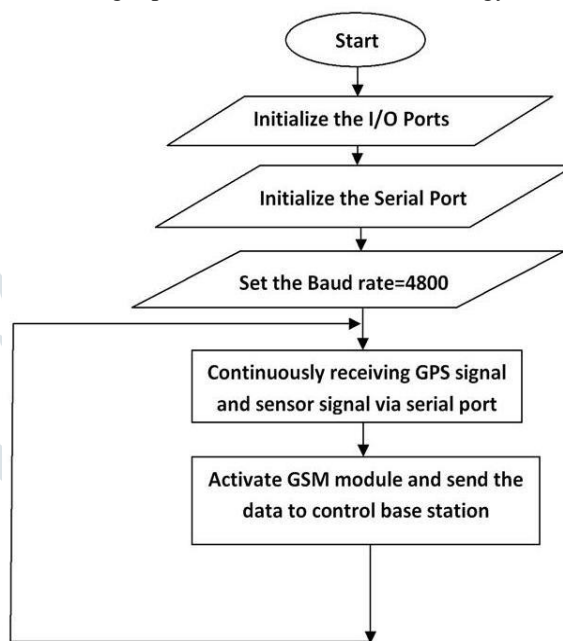 Start
Initialize the I/O Ports
Initialize the Serial Port
Set the Baud rate=4800
Continuously receiving GPS signal
and sensor signal via serial port
Activate GSM module and send the
data to control base station